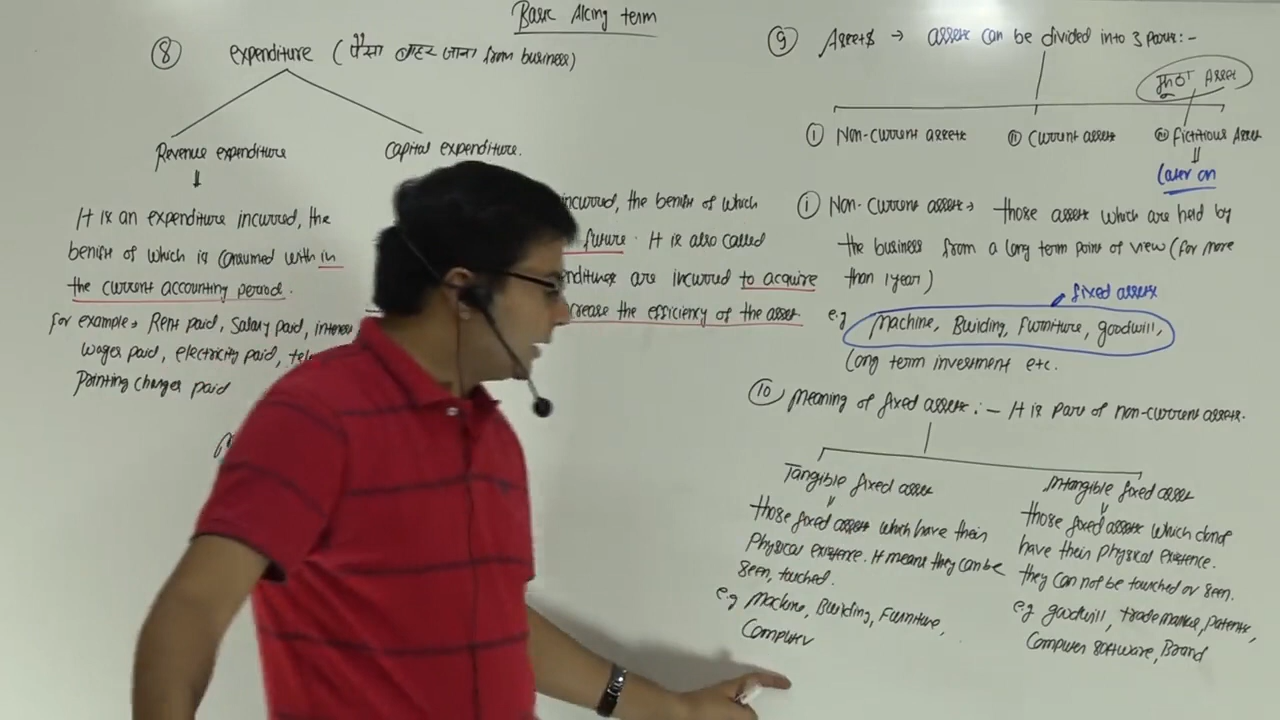 Basic A/cing term
⑧ expenditure (पैसा बाहर जाना from business)
Revenue expenditure
Capital expenditure.
It is an expenditure incurred, the
benefit of which is consumed with in
the current accounting period.
for example → Rent paid, salary paid, interest
wages paid, electricity paid,
Printing charges paid
incurred, the benefit of which
future. It is also called
are incurred to acquire
the efficiency of the asset
⑨ Assets → assets can be divided into 3 parts:-
झूठा Asset
① Non-current assets
⑪ Current assets
fictitious Asset
Later on
① Non-Current assets → those assets which are held by
the business from a long term point of view (for more
than 1 year)
fixed assets
e.g Machine, Building, Furniture, goodwill,
Long term investment etc.
⑩ Meaning of fixed assets :- It is part of non-current assets.
Tangible fixed asset
those fixed assets which have their
Physical existence. It means they can be
seen, touched.
e.g Machine, Building, Furniture,
Computer
Intangible fixed asset
those fixed assets which donot
have their physical existence.
they can not be touched or seen.
e.g goodwill, trademarks, patents,
Computer software, Brand